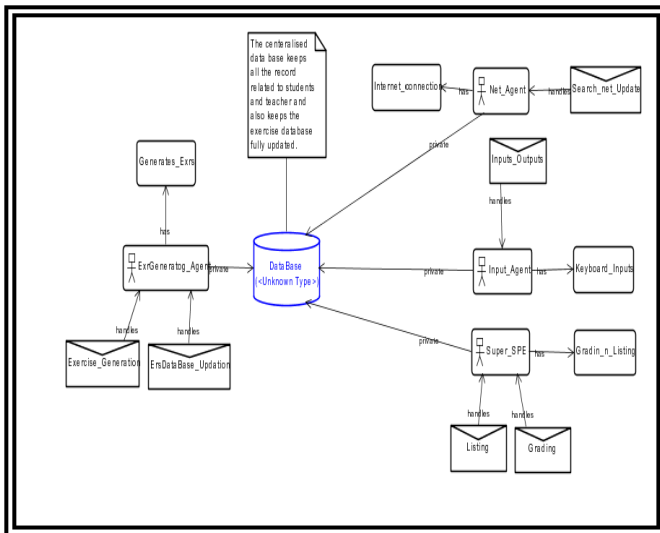 The centeralised
data base keeps
all the record
related to students
and teacher and
also keeps the
exercise database
fully updated.
Internet_connection
has
Net_Agent
handles
Search_net_Update
private
Inputs_Outputs
handles
Generates_Exrs
has
ExrGeneratog_Agent
private
DataBase
(<Unknown Type>)
private
Input_Agent
has
Keyboard_Inputs
handles
handles
Exercise_Generation
ErsDataBase_Updation
private
Super_SPE
has
Gradin_n_Listing
handles
handles
Listing
Grading